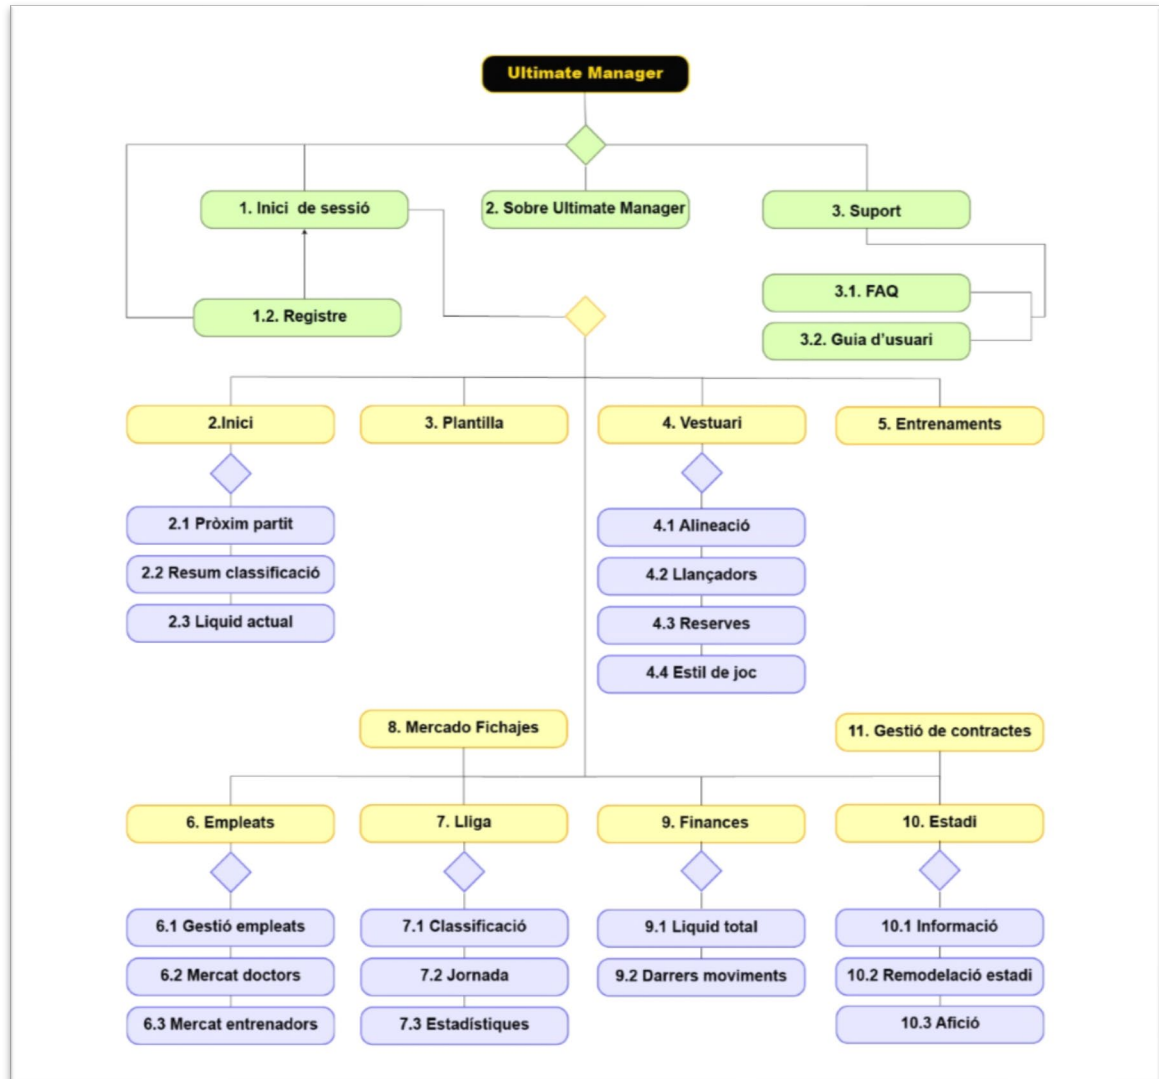 Ultimate Manager
1. Inici de sessió
2. Sobre Ultimate Manager
3. Suport
3.1. FAQ
1.2. Registre
3.2. Guia d'usuari
2.Inici
3. Plantilla
4. Vestuari
5. Entrenaments
2.1 Pròxim partit
2.2 Resum classificació
2.3 Liquid actual
4.1 Alineació
4.2 Llançadors
4.3 Reserves
4.4 Estil de joc
8. Mercado Fichajes
11. Gestió de contractes
6. Empleats
7. Lliga
9. Finances
10. Estadi
6.1 Gestió empleats
6.2 Mercat doctors
6.3 Mercat entrenadors
7.1 Classificació
7.2 Jornada
7.3 Estadístiques
9.1 Liquid total
9.2 Darrers moviments
10.1 Informació
10.2 Remodelació estadi
10.3 Afició